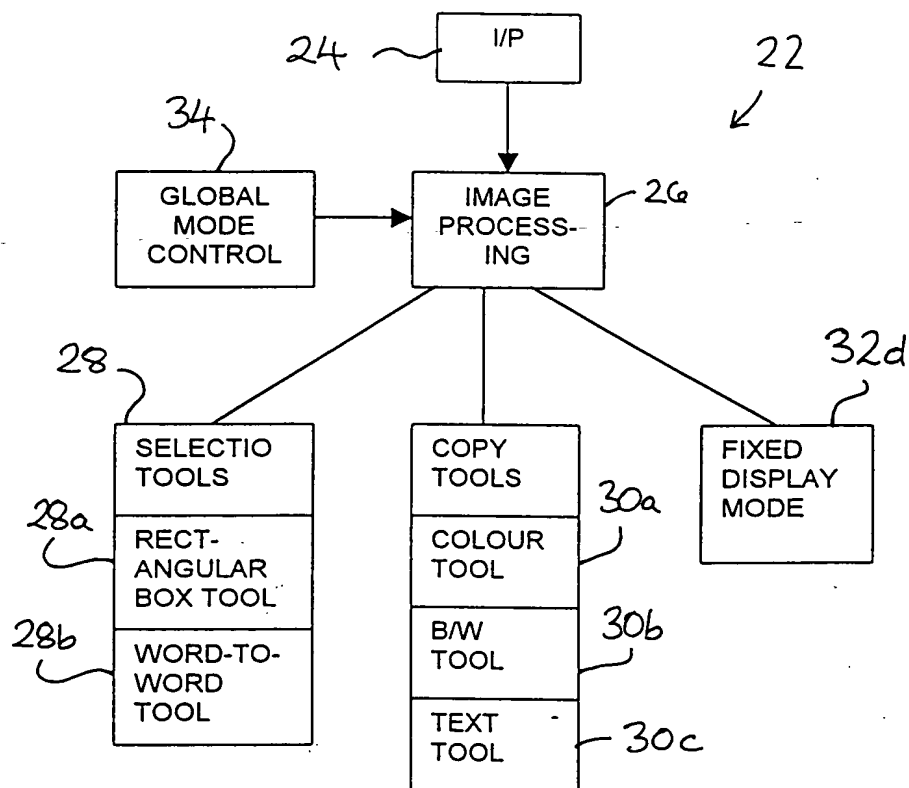 24
I/P
22
34
GLOBAL
MODE
CONTROL
IMAGE
PROCESS-
ING
26
28
32d
SELECTIO
TOOLS
COPY
TOOLS
FIXED
DISPLAY
MODE
28a
RECT-
ANGULAR
BOX TOOL
30a
COLOUR
TOOL
28b
WORD-TO-
WORD
TOOL
30b
B/W
TOOL
TEXT
TOOL
30c